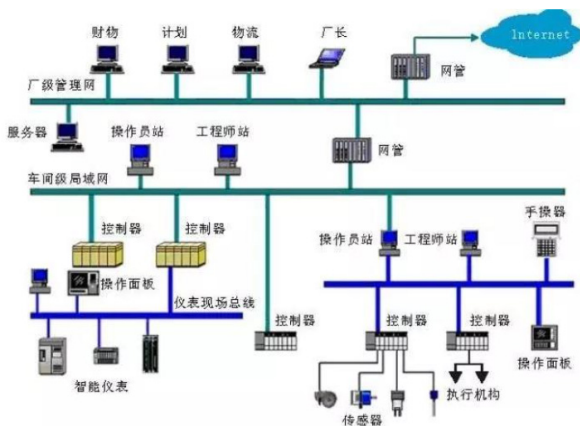 财物
计划
物流
厂长
Internet
网管
厂级管理网
服务器
操作员站
工程师站
网管
车间级局域网
手操器
控制器
控制器
操作员站
工程师站
操作面板
仪表现场总线
控制器
控制器
控制器
操作面板
智能仪表
传感器
执行机构